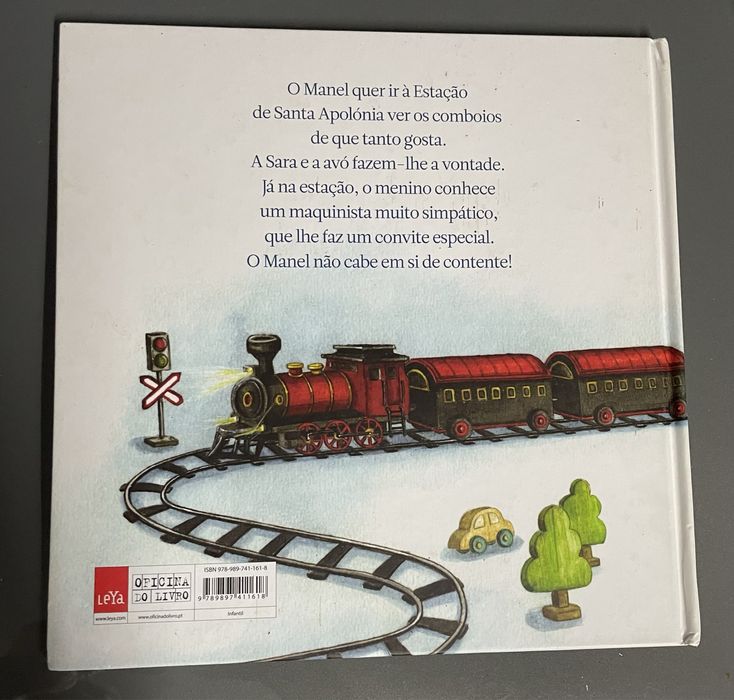 O Manel quer ir à Estação
de Santa Apolónia ver os comboios
de que tanto gosta.
A Sara e a avó fazem-lhe a vontade.
Já na estação, o menino conhece
um maquinista muito simpático,
que lhe faz um convite especial.
O Manel não cabe em si de contente!
LeYa
www.leya.com
OFICINA
DO LIVRO
www.oficinadolivro.pt
ISBN 978-989-741-161-8
9 789897 411618
Infantil